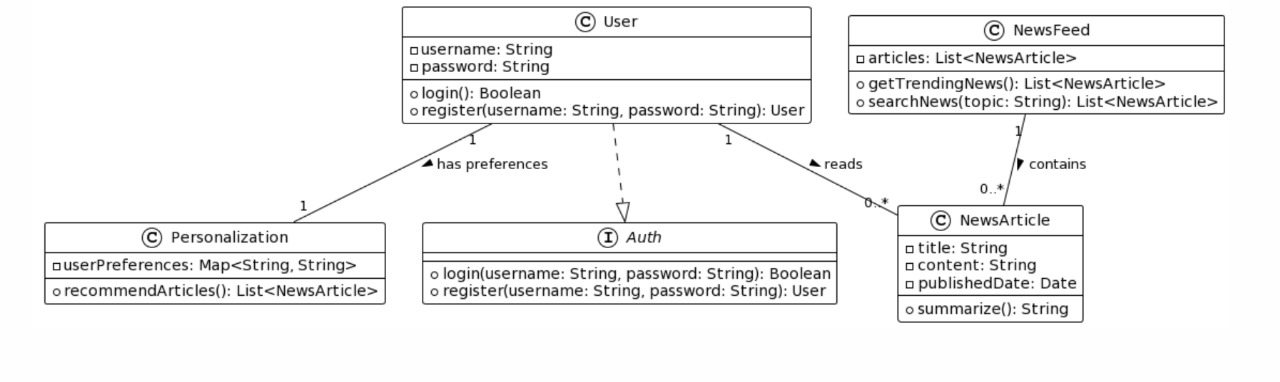 C User
username: String
password: String
login(): Boolean
register(username: String, password: String): User
C NewsFeed
articles: List<NewsArticle>
getTrendingNews(): List<NewsArticle>
searchNews(topic: String): List<NewsArticle>
1
has preferences
1
1
reads
0..*
1
contains
0..*
C Personalization
userPreferences: Map<String, String>
recommendArticles(): List<NewsArticle>
I Auth
login(username: String, password: String): Boolean
register(username: String, password: String): User
C NewsArticle
title: String
content: String
publishedDate: Date
summarize(): String